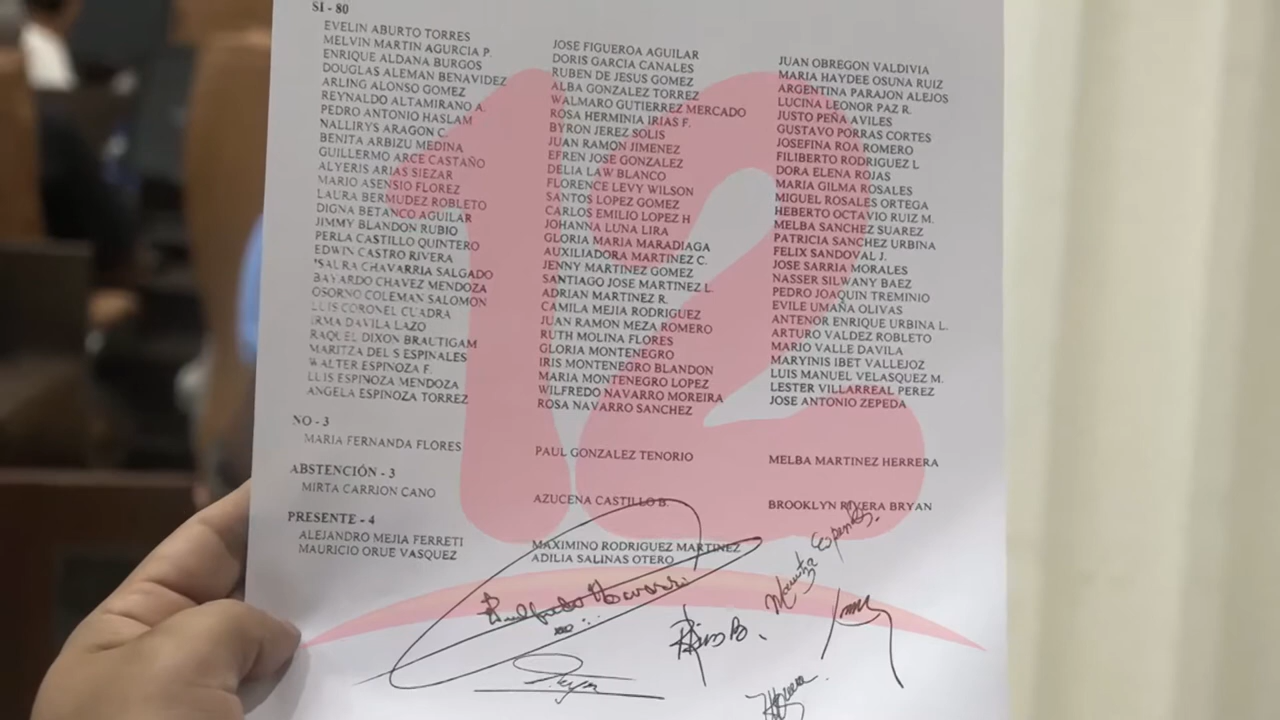 SI - 80
EVELIN ABURTO TORRES
MELVIN MARTIN AGURCIA P.
ENRIQUE ALDANA BURGOS
DOUGLAS ALEMAN BENAVIDEZ
ARLING ALONSO GOMEZ
REYNALDO ALTAMIRANO A.
PEDRO ANTONIO HASLAM
NALLIRYS ARAGON C.
BENITA ARBIZU MEDINA
GUILLERMO ARCE CASTAÑO
ALYERIS ARIAS SIEZAR
MARIO ASENSIO FLOREZ
LAURA BERMUDEZ ROBLETO
DIGNA BETANCO AGUILAR
JIMMY BLANDON RUBIO
PERLA CASTILLO QUINTERO
EDWIN CASTRO RIVERA
ISAURA CHAVARRIA SALGADO
BAYARDO CHAVEZ MENDOZA
OSORNO COLEMAN SALOMON
LUIS CORONEL CUADRA
IRMA DAVILA LAZO
RAQUEL DIXON BRAUTIGAM
MARITZA DEL S ESPINALES
WALTER ESPINOZA F.
LUIS ESPINOZA MENDOZA
ANGELA ESPINOZA TORREZ
JOSE FIGUEROA AGUILAR
DORIS GARCIA CANALES
RUBEN DE JESUS GOMEZ
ALBA GONZALEZ TORREZ
WALMARO GUTIERREZ MERCADO
ROSA HERMINIA IRIAS F.
BYRON JEREZ SOLIS
JUAN RAMON JIMENEZ
EFREN JOSE GONZALEZ
DELIA LAW BLANCO
FLORENCE LEVY WILSON
SANTOS LOPEZ GOMEZ
CARLOS EMILIO LOPEZ H
JOHANNA LUNA LIRA
GLORIA MARIA MARADIAGA
AUXILIADORA MARTINEZ C.
JENNY MARTINEZ GOMEZ
SANTIAGO JOSE MARTINEZ L.
ADRIAN MARTINEZ R.
CAMILA MEJIA RODRIGUEZ
JUAN RAMON MEZA ROMERO
RUTH MOLINA FLORES
GLORIA MONTENEGRO
IRIS MONTENEGRO BLANDON
MARIA MONTENEGRO LOPEZ
WILFREDO NAVARRO MOREIRA
ROSA NAVARRO SANCHEZ
JUAN OBREGON VALDIVIA
MARIA HAYDEE OSUNA RUIZ
ARGENTINA PARAJON ALEJOS
LUCINA LEONOR PAZ R.
JUSTO PEÑA AVILES
GUSTAVO PORRAS CORTES
JOSEFINA ROA ROMERO
FILIBERTO RODRIGUEZ L
DORA ELENA ROJAS
MARIA GILMA ROSALES
MIGUEL ROSALES ORTEGA
HEBERTO OCTAVIO RUIZ M.
MELBA SANCHEZ SUAREZ
PATRICIA SANCHEZ URBINA
FELIX SANDOVAL J.
JOSE SARRIA MORALES
NASSER SILWANY BAEZ
PEDRO JOAQUIN TREMINIO
EVILE UMAÑA OLIVAS
ANTENOR ENRIQUE URBINA L.
ARTURO VALDEZ ROBLETO
MARIO VALLE DAVILA
MARYINIS IBET VALLEJOZ
LUIS MANUEL VELASQUEZ M.
LESTER VILLARREAL PEREZ
JOSE ANTONIO ZEPEDA
NO - 3
MARIA FERNANDA FLORES
PAUL GONZALEZ TENORIO
MELBA MARTINEZ HERRERA
ABSTENCIÓN - 3
MIRTA CARRION CANO
AZUCENA CASTILLO B.
BROOKLYN RIVERA BRYAN
PRESENTE - 4
ALEJANDRO MEJIA FERRETI
MAURICIO ORUE VASQUEZ
MAXIMINO RODRIGUEZ MARTINEZ
ADILIA SALINAS OTERO
12